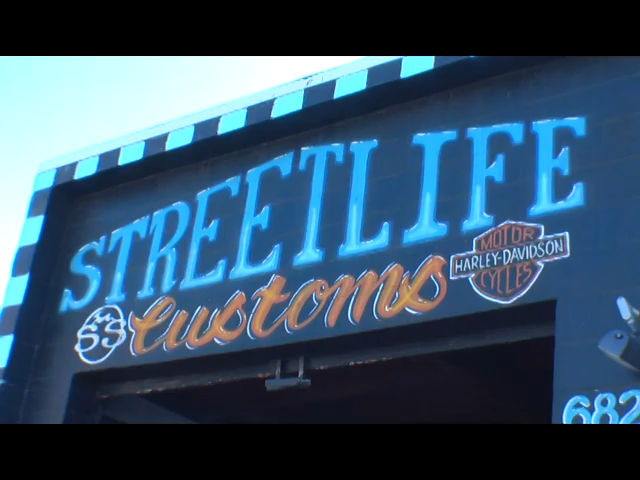 STREETLIFE
SS Customs
MOTOR
HARLEY-DAVIDSON
CYCLES
682